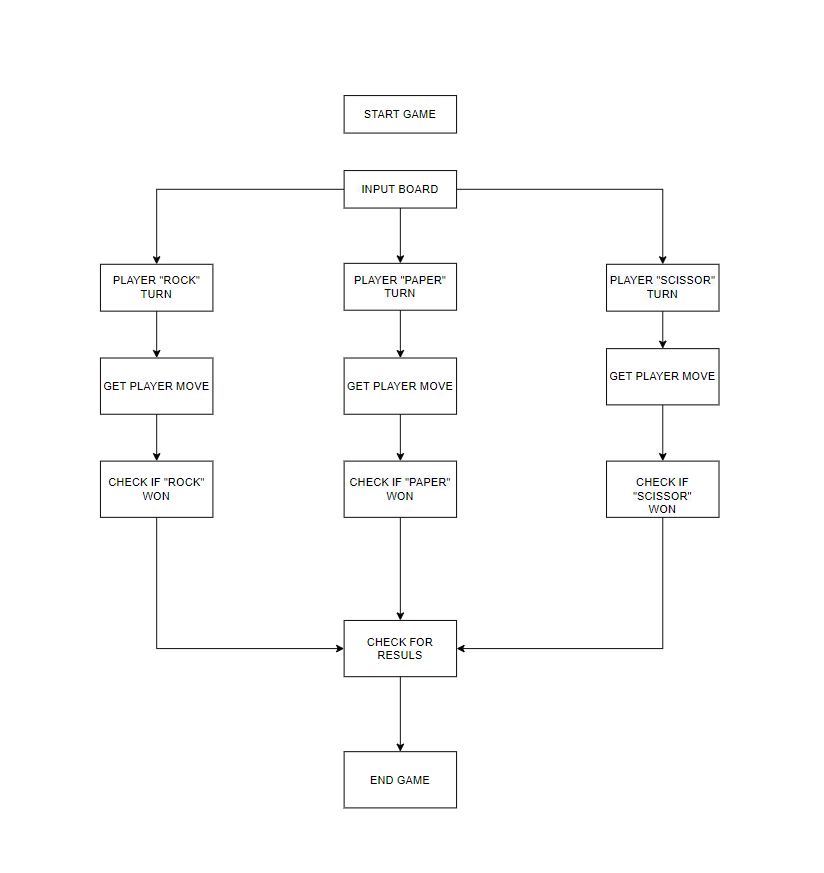 START GAME
INPUT BOARD
PLAYER "ROCK"
TURN
PLAYER "PAPER"
TURN
PLAYER "SCISSOR"
TURN
GET PLAYER MOVE
GET PLAYER MOVE
GET PLAYER MOVE
CHECK IF "ROCK"
WON
CHECK IF "PAPER"
WON
CHECK IF
"SCISSOR"
WON
CHECK FOR
RESULS
END GAME